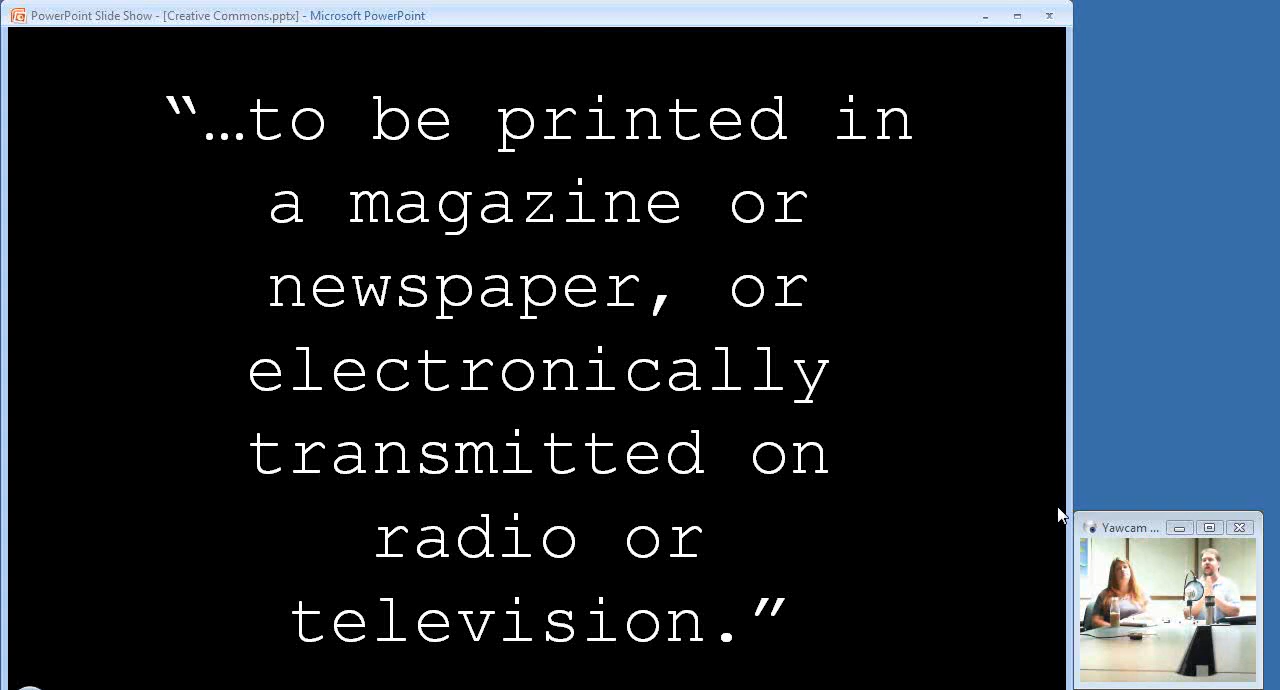 PowerPoint Slide Show - [Creative Commons.pptx] - Microsoft PowerPoint
“…to be printed in
a magazine or
newspaper, or
electronically
transmitted on
radio or
television.”
Yawcam ...